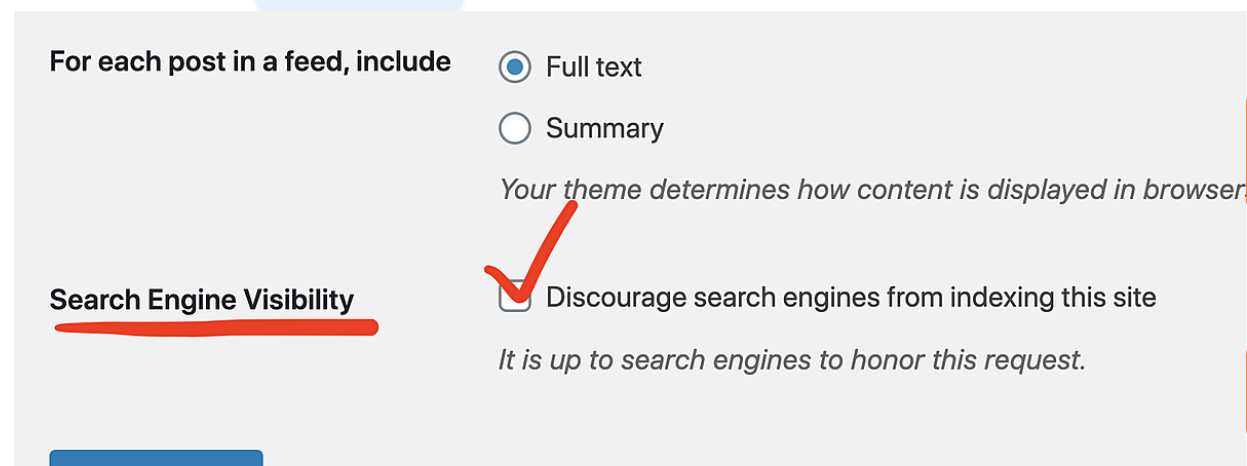 For each post in a feed, include
Full text
Summary
Your theme determines how content is displayed in browser
Search Engine Visibility
Discourage search engines from indexing this site
It is up to search engines to honor this request.